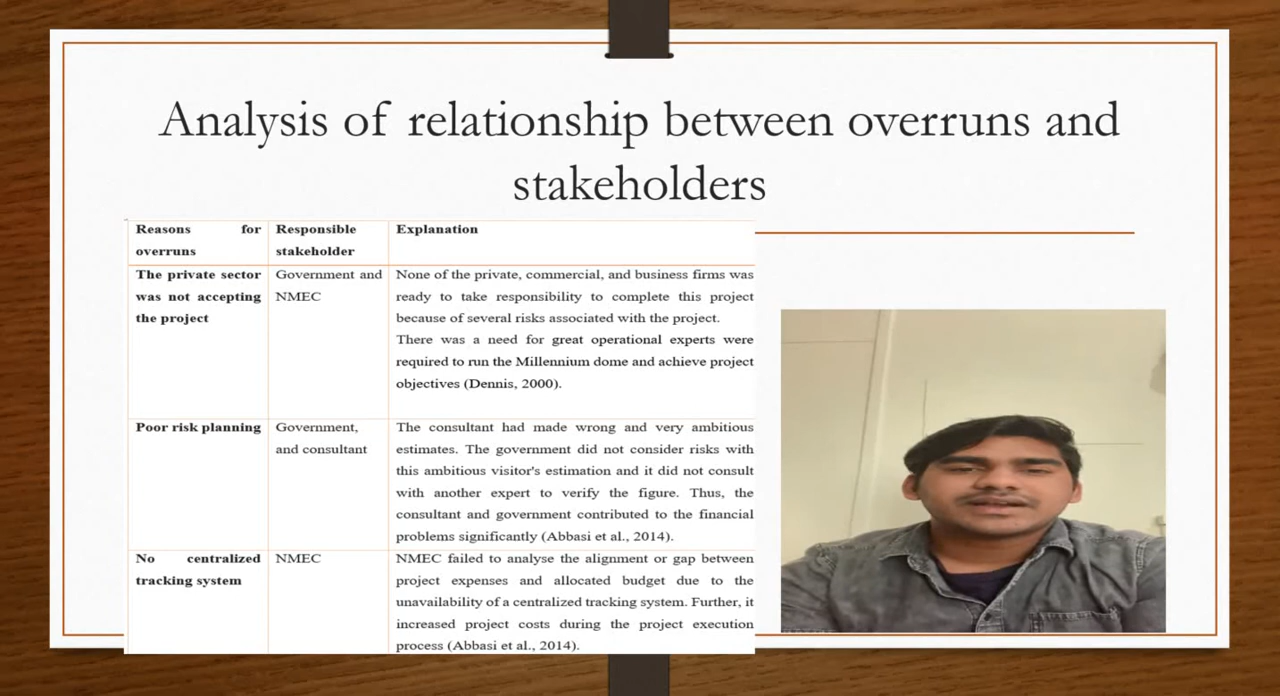 Analysis of relationship between overruns and
stakeholders
Reasons for
overruns
Responsible
stakeholder
Explanation
The private sector
was not accepting
the project
Government and
NMEC
None of the private, commercial, and business firms was
ready to take responsibility to complete this project
because of several risks associated with the project.
There was a need for great operational experts were
required to run the Millennium dome and achieve project
objectives (Dennis, 2000).
Poor risk planning
Government,
and consultant
The consultant had made wrong and very ambitious
estimates. The government did not consider risks with
this ambitious visitor's estimation and it did not consult
with another expert to verify the figure. Thus, the
consultant and government contributed to the financial
problems significantly (Abbasi et al., 2014).
No centralized
tracking system
NMEC
NMEC failed to analyse the alignment or gap between
project expenses and allocated budget due to the
unavailability of a centralized tracking system. Further, it
increased project costs during the project execution
process (Abbasi et al., 2014).